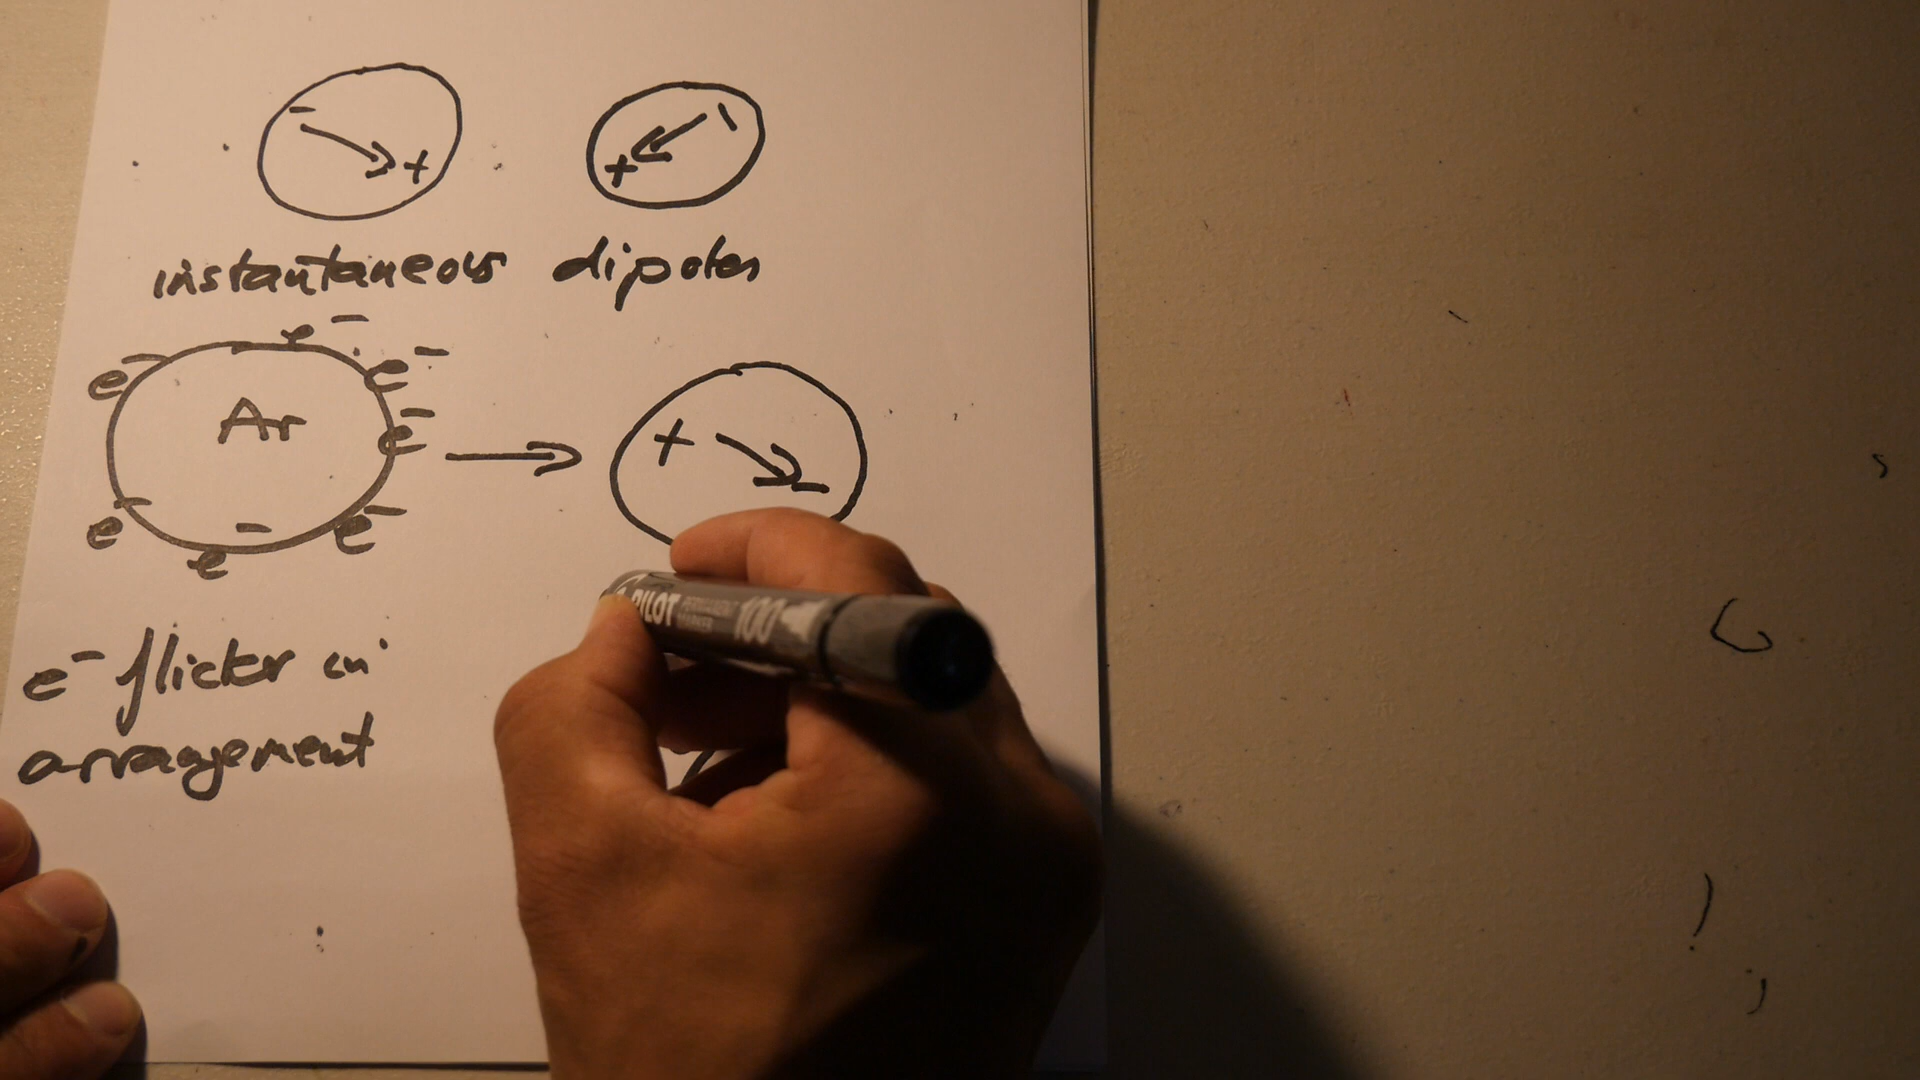 - +
+ -
instantaneous dipoles
e⁻ e⁻ e⁻
Ar e⁻
e⁻ e⁻ e⁻
+ -
PILOT PERMANENT MARKER 100
e⁻ flicker in
arrangement